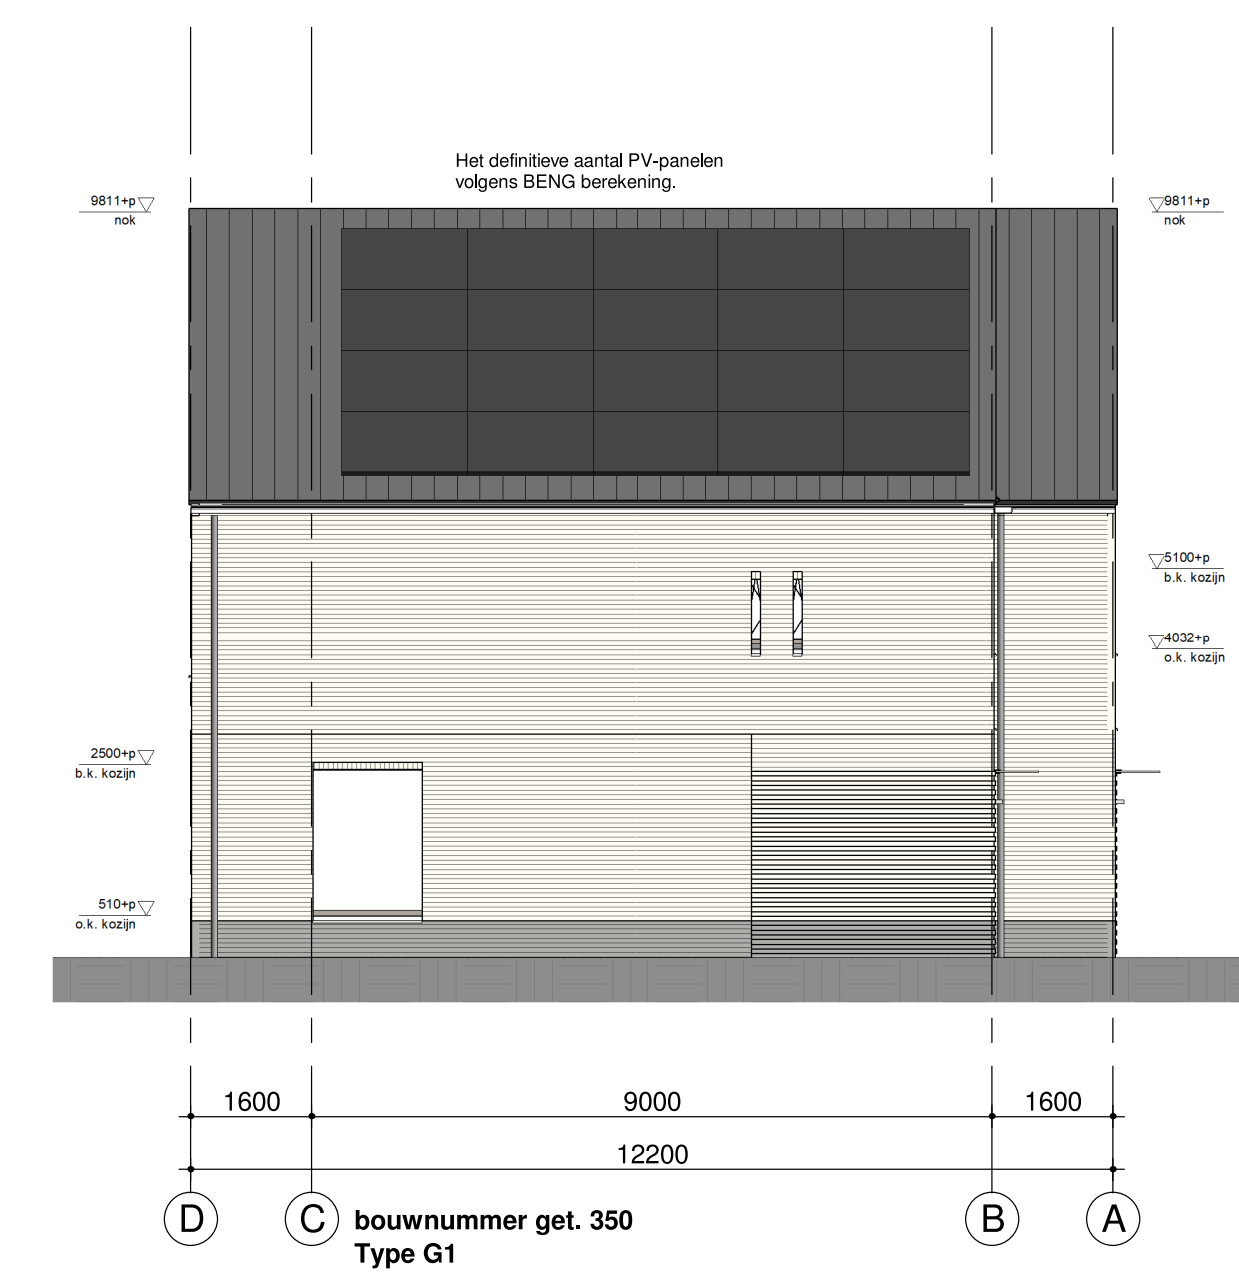 Het definitieve aantal PV-panelen
volgens BENG berekening.
9811+p
nok
9811+p
nok
5100+p
b.k. kozijn
4032+p
o.k. kozijn
2500+p
b.k. kozijn
510+p
o.k. kozijn
1600
9000
1600
12200
D
C
B
A
bouwnummer get. 350
Type G1